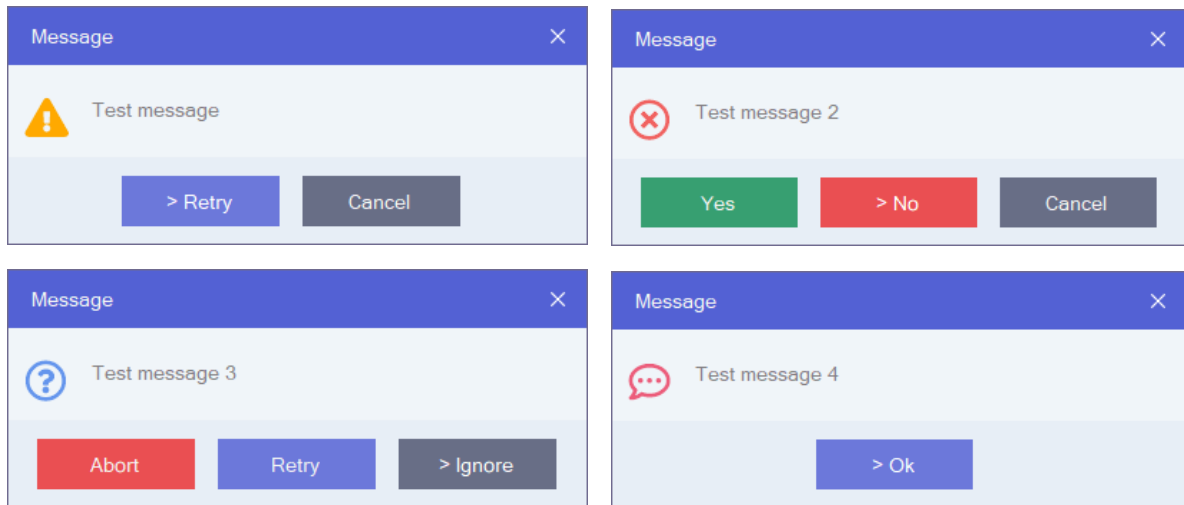 Message
Test message
> Retry
Cancel
Message
Test message 2
Yes
> No
Cancel
Message
Test message 3
Abort
Retry
> Ignore
Message
Test message 4
> Ok